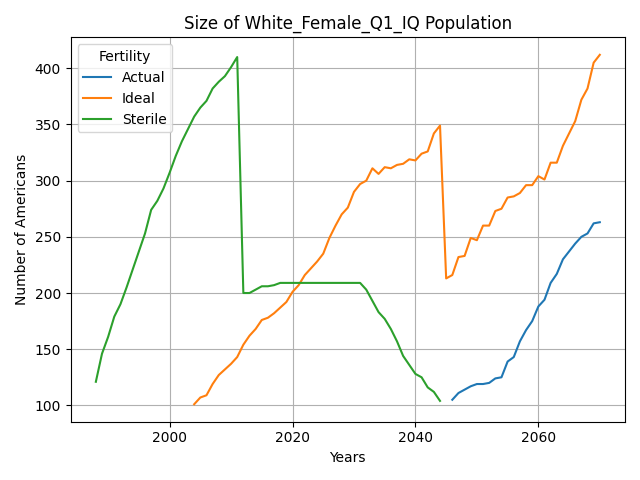 Size of White_Female_Q1_IQ Population
Fertility
Actual
Ideal
Sterile
Number of Americans
400
350
300
250
200
150
100
2000
2020
2040
2060
Years